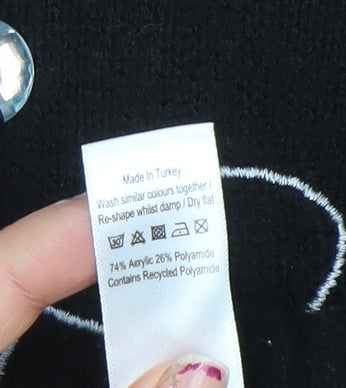 Made In Turkey
Wash similar colours together /
Re-shape whilst damp / Dry flat
74% Acrylic 26% Polyamide
Contains Recycled Polyamide